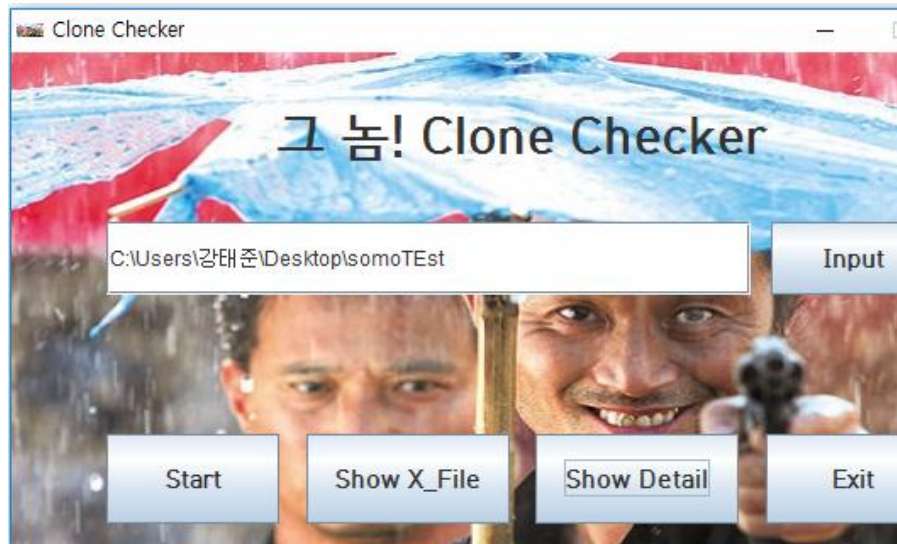 Clone Checker
그 놈! Clone Checker
C:\Users\강태준\Desktop\somoTEst
Input
Start
Show X_File
Show Detail
Exit